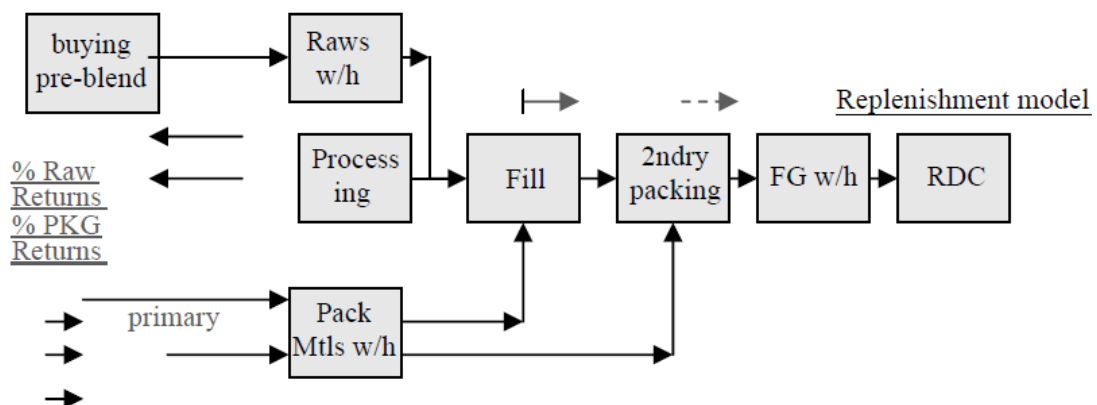 buying
pre-blend
Raws
w/h
Replenishment model
% Raw
Returns
% PKG
Returns
Process
ing
Fill
2ndry
packing
FG w/h
RDC
primary
Pack
Mtls w/h